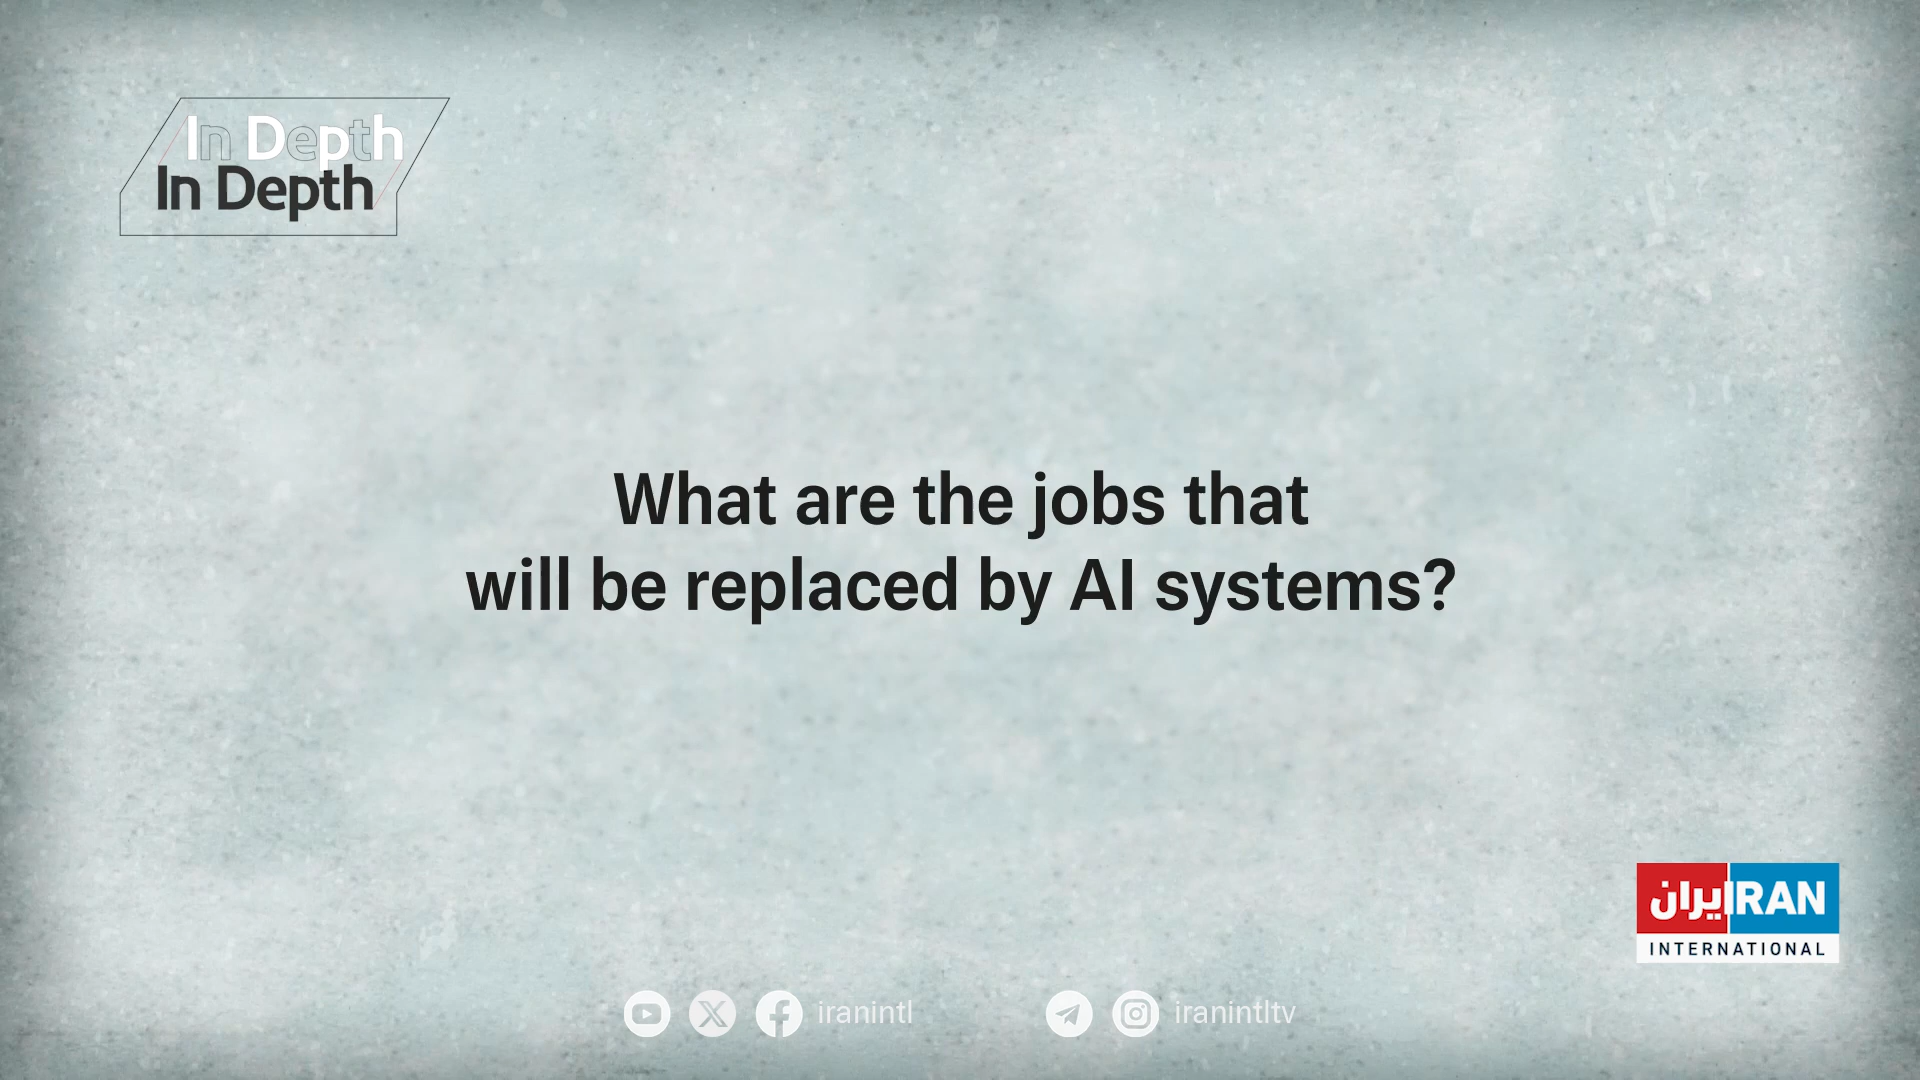 In Depth
In Depth
What are the jobs that
will be replaced by AI systems?
ایران IRAN
INTERNATIONAL
iranintl
iranintltv